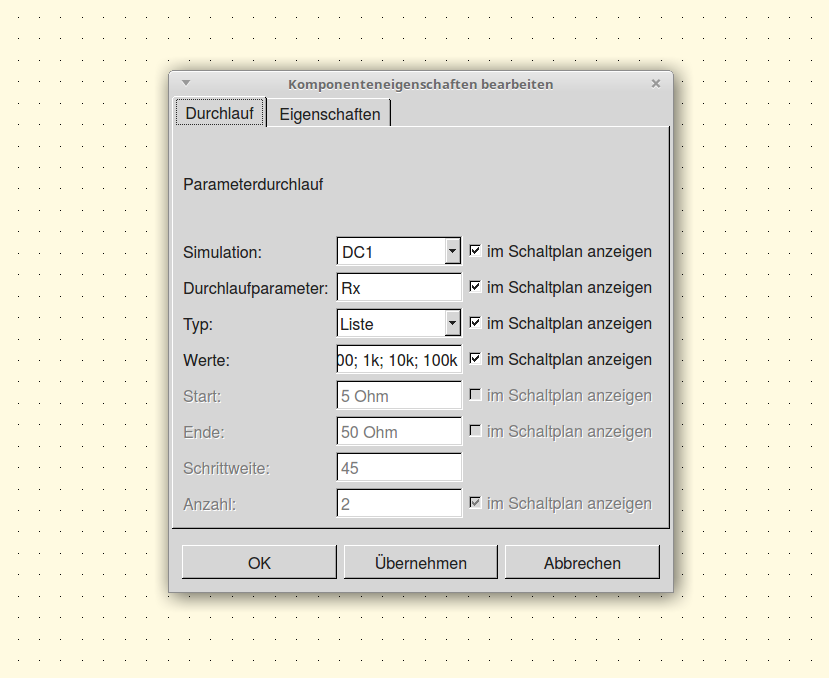 Komponenteneigenschaften bearbeiten
Durchlauf Eigenschaften
Parameterdurchlauf
Simulation: DC1 im Schaltplan anzeigen
Durchlaufparameter: Rx im Schaltplan anzeigen
Typ: Liste im Schaltplan anzeigen
Werte: 00; 1k; 10k; 100k im Schaltplan anzeigen
Start: 5 Ohm im Schaltplan anzeigen
Ende: 50 Ohm im Schaltplan anzeigen
Schrittweite: 45
Anzahl: 2 im Schaltplan anzeigen
OK Übernehmen Abbrechen